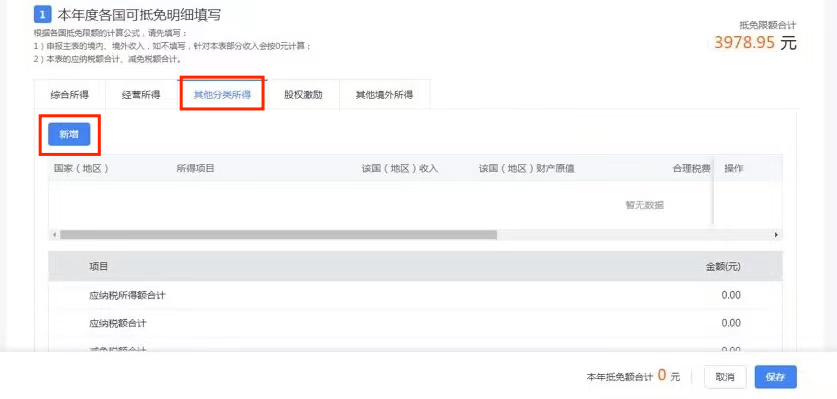 1 本年度各国可抵免明细填写
抵免限额合计
3978.95 元
根据各国抵免限额的计算公式，请先填写：
1）申报主表的境内、境外收入，如不填写，针对本表部分收入会按0元计算；
2）本表的应纳税额合计、减免税额合计。
综合所得 经营所得 其他分类所得 股权激励 其他境外所得
新增
国家（地区） 所得项目 该国（地区）收入 该国（地区）财产原值 合理税费 操作
暂无数据
项目 金额(元)
应纳税所得额合计 0.00
应纳税额合计 0.00
减免税额合计 0.00
本年抵免额合计 0 元 取消 保存